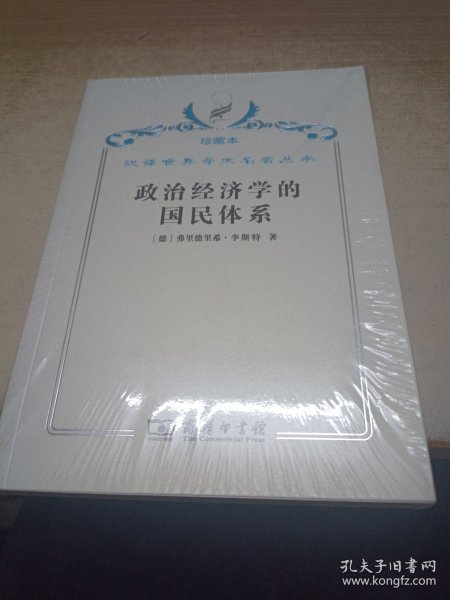 珍藏本
汉译世界学术名著丛书
政治经济学的
国民体系
〔德〕弗里德里希·李斯特 著
商务印书馆
The Commercial Press
孔夫子旧书网
www.kongfz.com